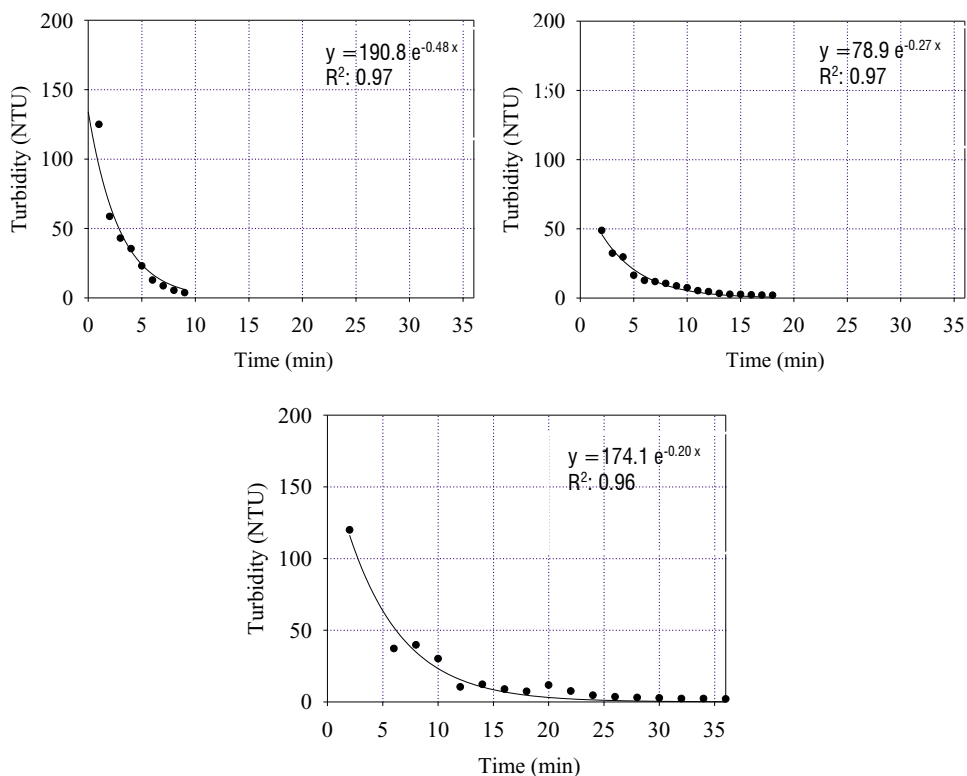 200
150
100
50
0
Turbidity (NTU)
y = 190.8 e^-0.48 x
R²: 0.97
0 5 10 15 20 25 30 35
Time (min)
200
150
100
50
0
Turbidity (NTU)
y = 78.9 e^-0.27 x
R²: 0.97
0 5 10 15 20 25 30 35
Time (min)
200
150
100
50
0
Turbidity (NTU)
y = 174.1 e^-0.20 x
R²: 0.96
0 5 10 15 20 25 30 35
Time (min)